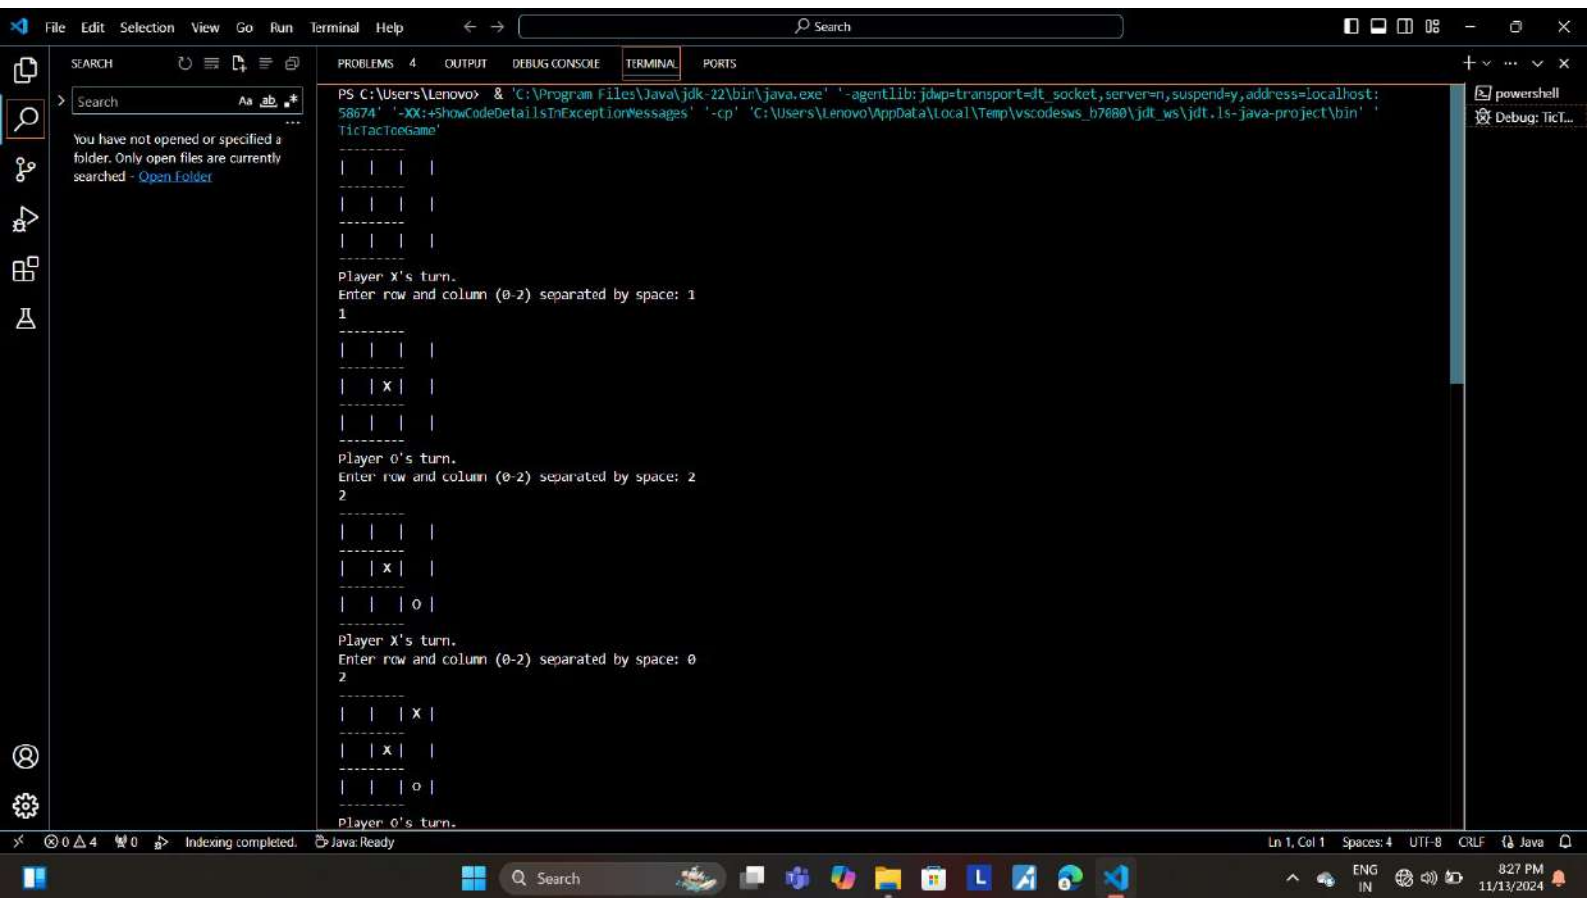 File Edit Selection View Go Run Terminal Help
Search
SEARCH
Search
Aa ab *
You have not opened or specified a
folder. Only open files are currently
searched - Open Folder
PROBLEMS 4 OUTPUT DEBUG CONSOLE TERMINAL PORTS
PS C:\Users\Lenovo> & 'C:\Program Files\Java\jdk-22\bin\java.exe' '-agentlib:jdwp=transport=dt_socket,server=n,suspend=y,address=localhost:
58674' '-XX:+ShowCodeDetailsInExceptionMessages' '-cp' 'C:\Users\Lenovo\AppData\Local\Temp\vscodesws_b7080\jdt_ws\jdt.ls-java-project\bin' '
TicTacToeGame'
---------
|   |   |   |
---------
|   |   |   |
---------
|   |   |   |
---------
Player X's turn.
Enter row and column (0-2) separated by space: 1
1
---------
|   |   |   |
---------
|   | X |   |
---------
|   |   |   |
---------
Player O's turn.
Enter row and column (0-2) separated by space: 2
2
---------
|   |   |   |
---------
|   | X |   |
---------
|   |   | O |
---------
Player X's turn.
Enter row and column (0-2) separated by space: 0
2
---------
|   |   | X |
---------
|   | X |   |
---------
|   |   | O |
---------
Player O's turn.
powershell
Debug: TicT...
0 4 0 Indexing completed. Java: Ready
Ln 1, Col 1 Spaces: 4 UTF-8 CRLF Java
Search
L
ENG
IN
8:27 PM
11/13/2024